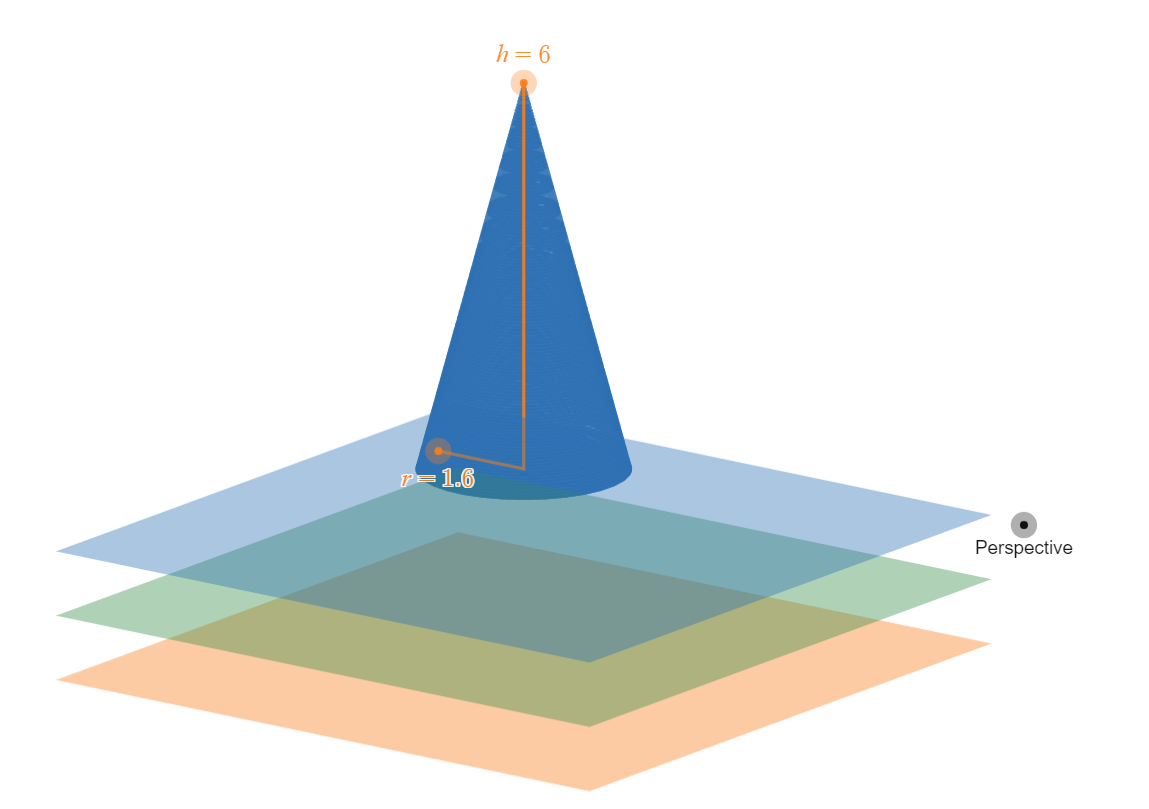 h = 6
r = 1.6
Perspective